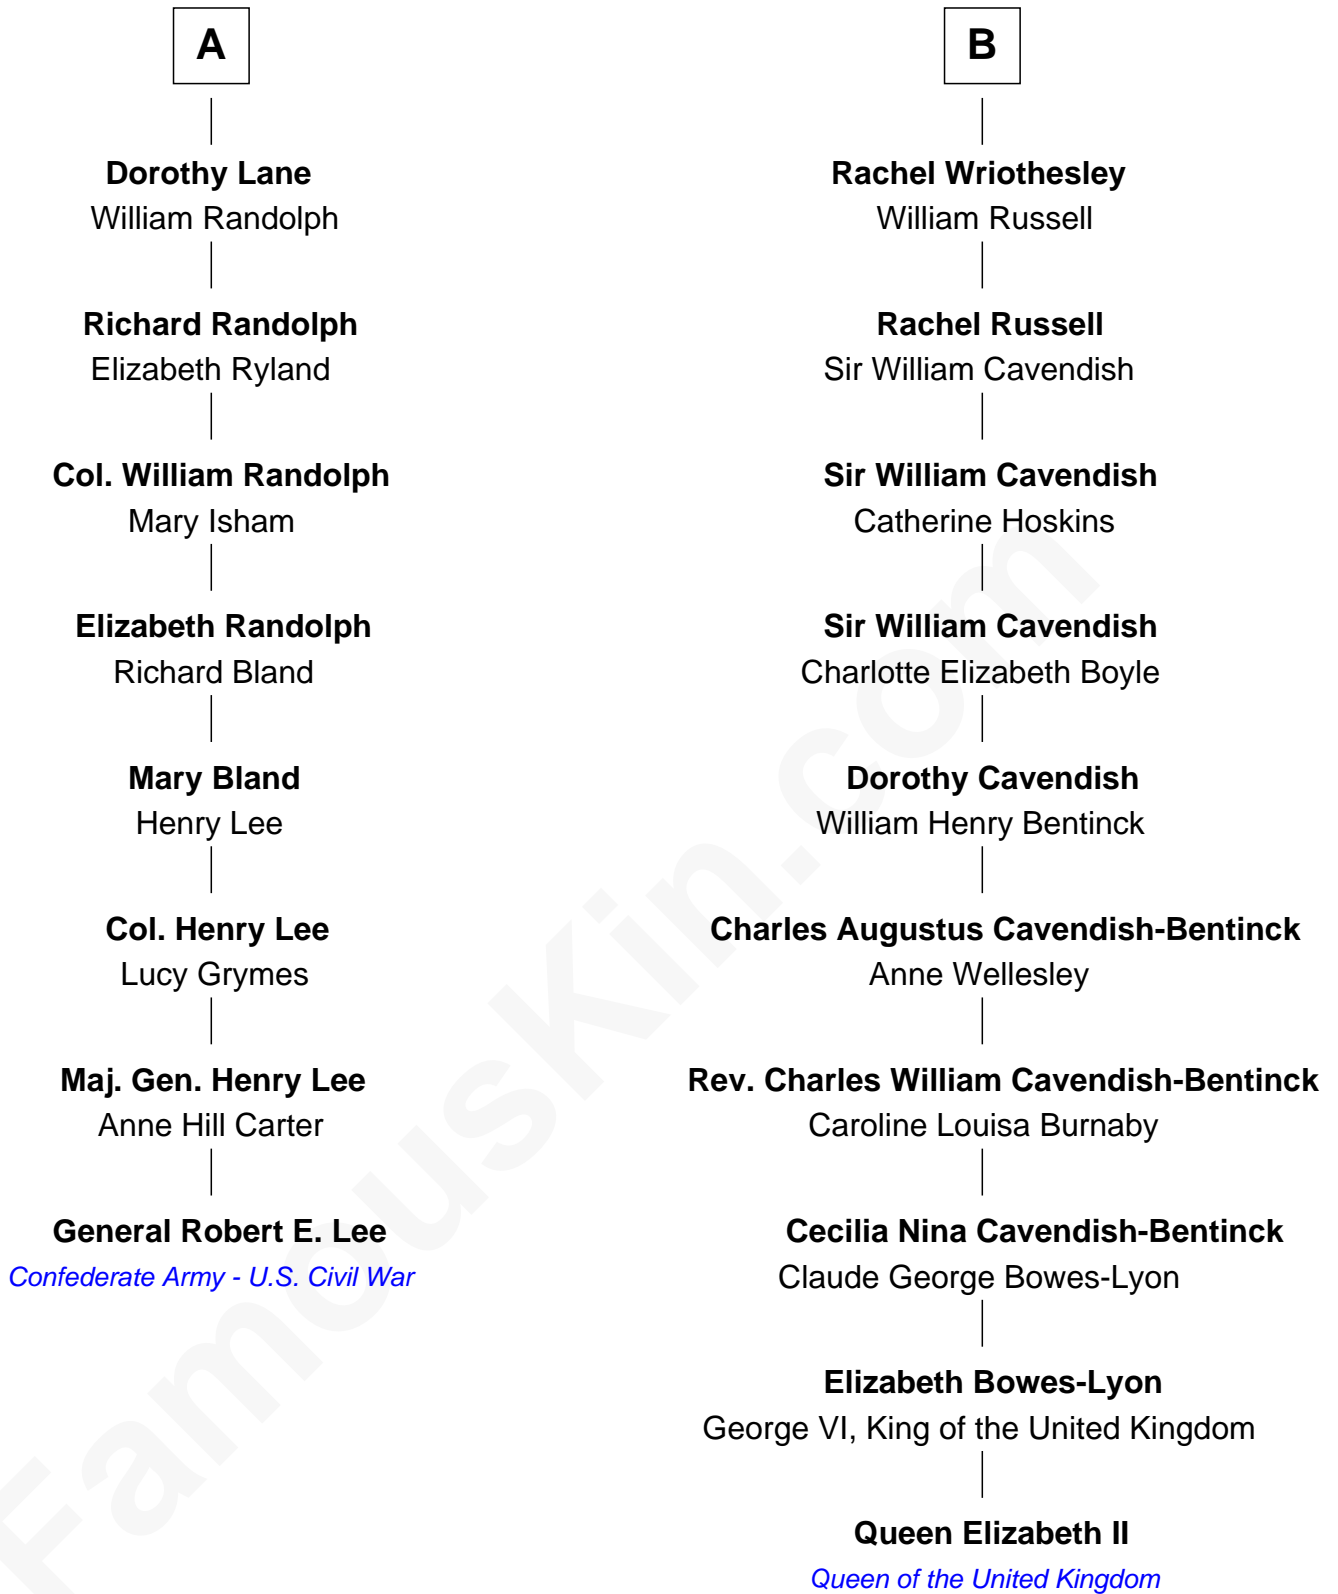 A
Dorothy Lane
William Randolph
Richard Randolph
Elizabeth Ryland
Col. William Randolph
Mary Isham
Elizabeth Randolph
Richard Bland
Mary Bland
Henry Lee
Col. Henry Lee
Lucy Grymes
Maj. Gen. Henry Lee
Anne Hill Carter
General Robert E. Lee
Confederate Army - U.S. Civil War
B
Rachel Wriothesley
William Russell
Rachel Russell
Sir William Cavendish
Sir William Cavendish
Catherine Hoskins
Sir William Cavendish
Charlotte Elizabeth Boyle
Dorothy Cavendish
William Henry Bentinck
Charles Augustus Cavendish-Bentinck
Anne Wellesley
Rev. Charles William Cavendish-Bentinck
Caroline Louisa Burnaby
Cecilia Nina Cavendish-Bentinck
Claude George Bowes-Lyon
Elizabeth Bowes-Lyon
George VI, King of the United Kingdom
Queen Elizabeth II
Queen of the United Kingdom
FamousKin.com